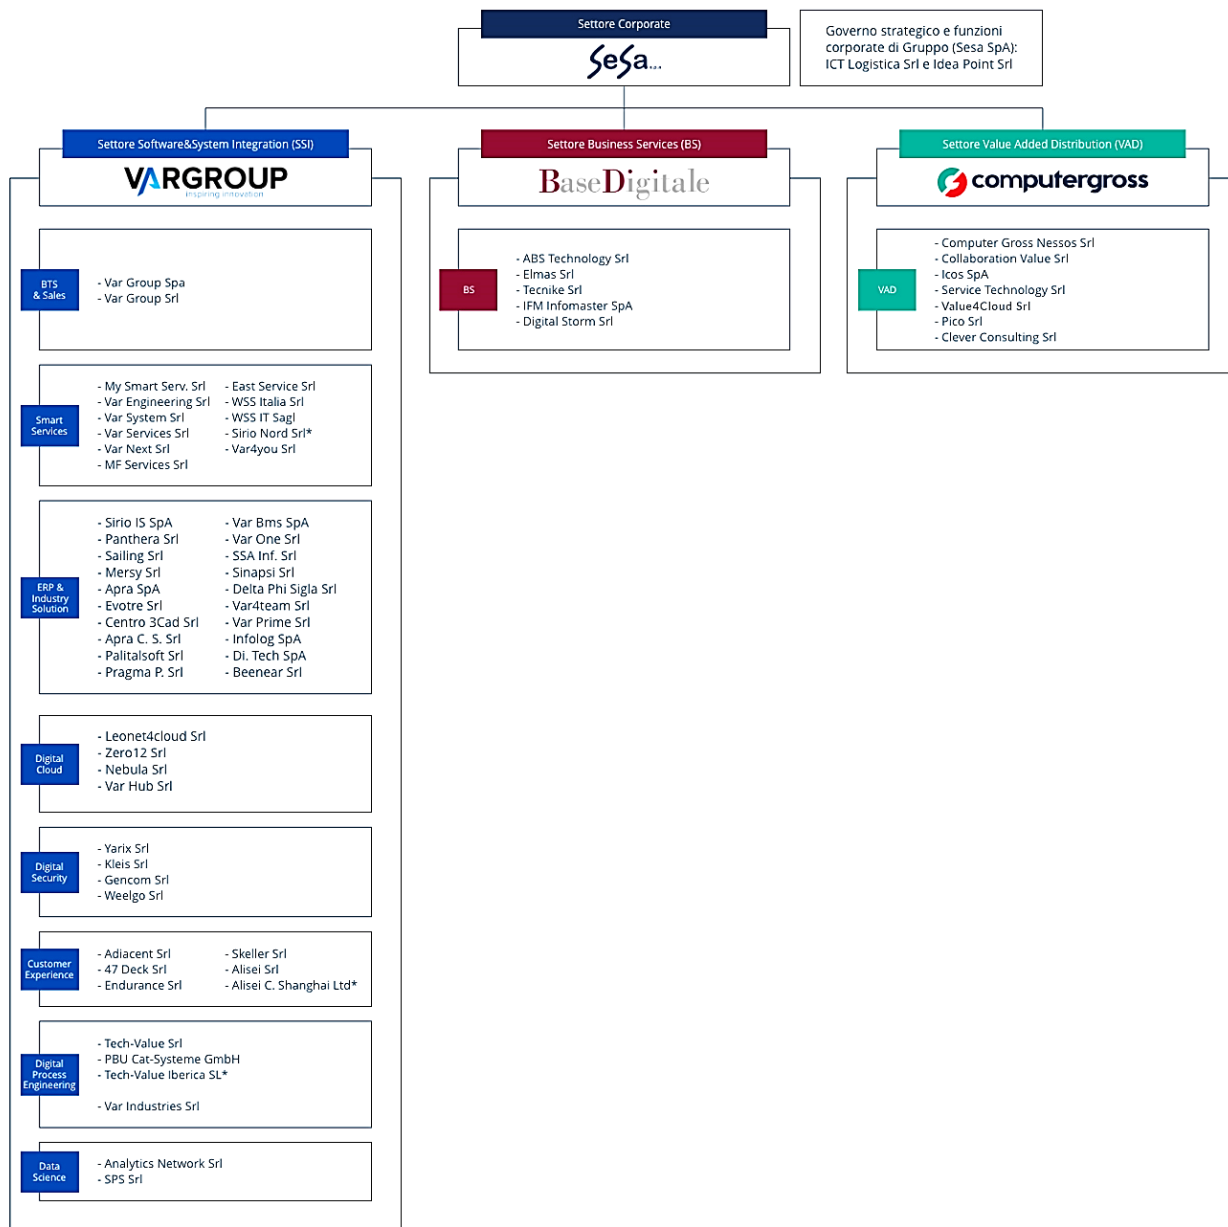 Settore Corporate
SeSa S.p.A.
Governo strategico e funzioni
corporate di Gruppo (Sesa SpA):
ICT Logistica Srl e Idea Point Srl
Settore Software&System Integration (SSI)
VARGROUP
inspiring innovation
Settore Business Services (BS)
BaseDigitale
Settore Value Added Distribution (VAD)
computergross
BTS
& Sales
- Var Group Spa
- Var Group Srl
BS
- ABS Technology Srl
- Elmas Srl
- Tecnike Srl
- IFM Infomaster SpA
- Digital Storm Srl
VAD
- Computer Gross Nessos Srl
- Collaboration Value Srl
- Icos SpA
- Service Technology Srl
- Value4Cloud Srl
- Pico Srl
- Clever Consulting Srl
Smart
Services
- My Smart Serv. Srl
- Var Engineering Srl
- Var System Srl
- Var Services Srl
- Var Next Srl
- MF Services Srl
- East Service Srl
- WSS Italia Srl
- WSS IT Sagl
- Sirio Nord Srl*
- Var4you Srl
ERP &
Industry
Solution
- Sirio IS SpA
- Panthera Srl
- Sailing Srl
- Mersy Srl
- Apra SpA
- Evotre Srl
- Centro 3Cad Srl
- Apra C. S. Srl
- Palitalsoft Srl
- Pragma P. Srl
- Var Bms SpA
- Var One Srl
- SSA Inf. Srl
- Sinapsi Srl
- Delta Phi Sigla Srl
- Var4team Srl
- Var Prime Srl
- Infolog SpA
- Di. Tech SpA
- Beenear Srl
Digital
Cloud
- Leonet4cloud Srl
- Zero12 Srl
- Nebula Srl
- Var Hub Srl
Digital
Security
- Yarix Srl
- Kleis Srl
- Gencom Srl
- Weelgo Srl
Customer
Experience
- Adiacent Srl
- 47 Deck Srl
- Endurance Srl
- Skeller Srl
- Alisei Srl
- Alisei C. Shanghai Ltd*
Digital
Process
Engineering
- Tech-Value Srl
- PBU Cat-Systeme GmbH
- Tech-Value Iberica SL*
- Var Industries Srl
Data
Science
- Analytics Network Srl
- SPS Srl